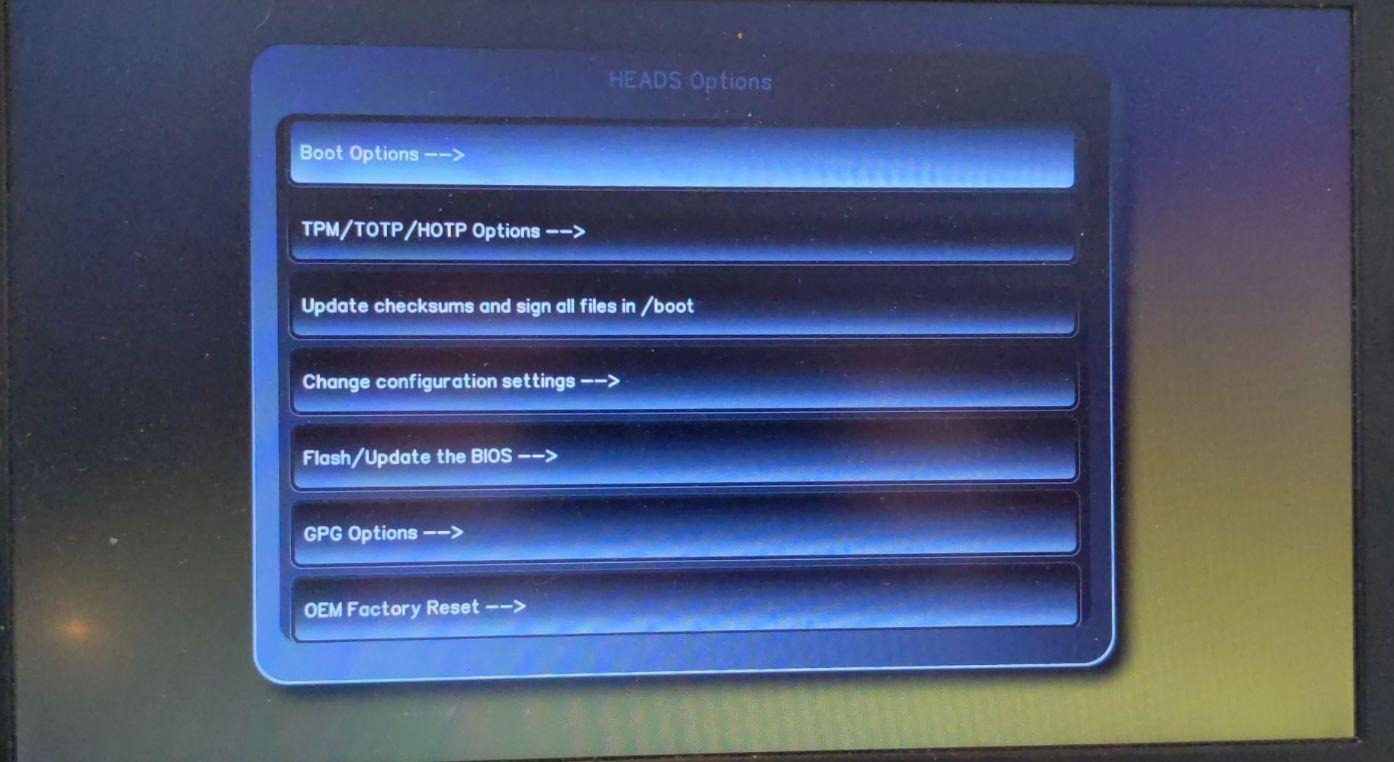 HEADS Options
Boot Options -->
TPM/TOTP/HOTP Options -->
Update checksums and sign all files in /boot
Change configuration settings -->
Flash/Update the BIOS -->
GPG Options -->
OEM Factory Reset -->